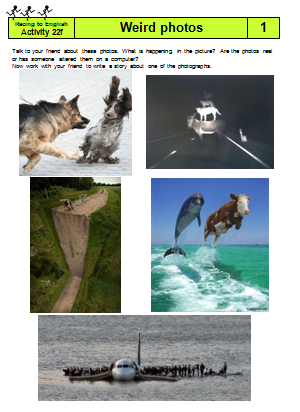 Racing to English
Activity 22f
Weird photos
1
Talk to your friend about these photos. What is happening in the picture? Are the photos real
or has someone altered them on a computer?
Now work with your friend to write a story about one of the photographs.